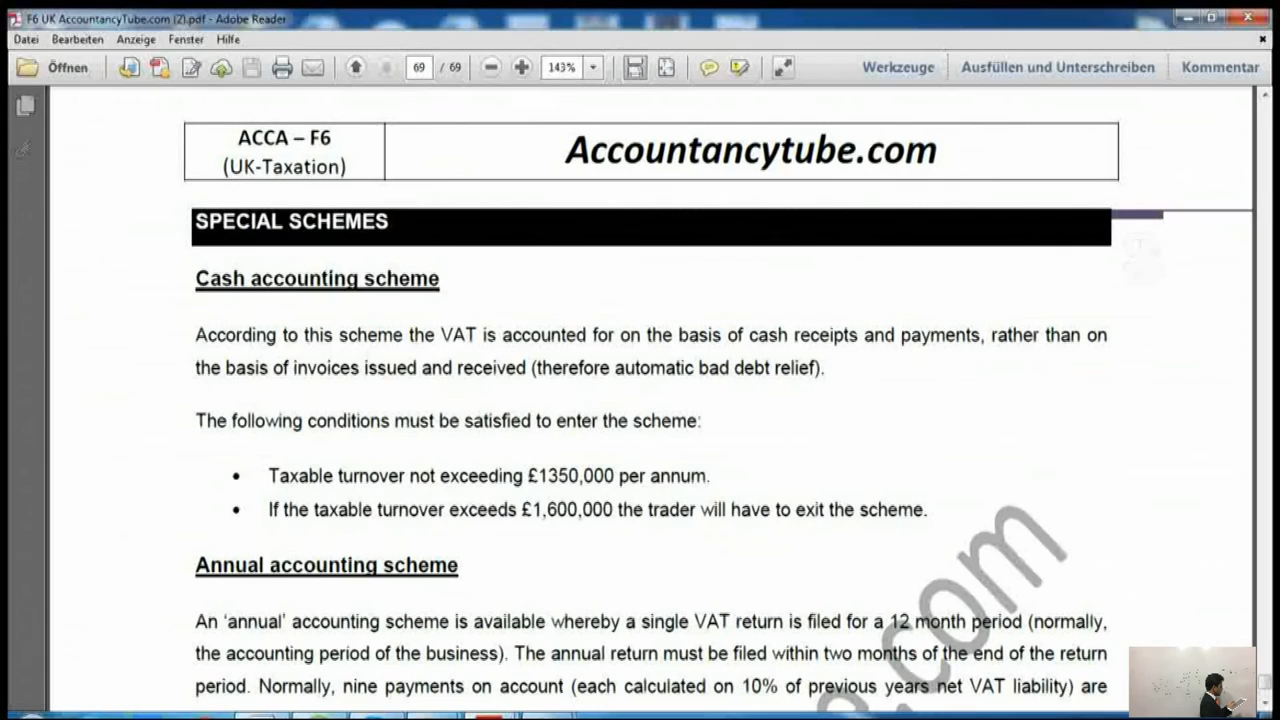 F6 UK AccountancyTube.com (2).pdf - Adobe Reader
Datei Bearbeiten Anzeige Fenster Hilfe
Öffnen 69 / 69 143% Werkzeuge Ausfüllen und Unterschreiben Kommentar
ACCA – F6
(UK-Taxation)
Accountancytube.com
SPECIAL SCHEMES
Cash accounting scheme
According to this scheme the VAT is accounted for on the basis of cash receipts and payments, rather than on
the basis of invoices issued and received (therefore automatic bad debt relief).
The following conditions must be satisfied to enter the scheme:
• Taxable turnover not exceeding £1350,000 per annum.
• If the taxable turnover exceeds £1,600,000 the trader will have to exit the scheme.
Annual accounting scheme
An ‘annual’ accounting scheme is available whereby a single VAT return is filed for a 12 month period (normally,
the accounting period of the business). The annual return must be filed within two months of the end of the return
period. Normally, nine payments on account (each calculated on 10% of previous years net VAT liability) are
e.com